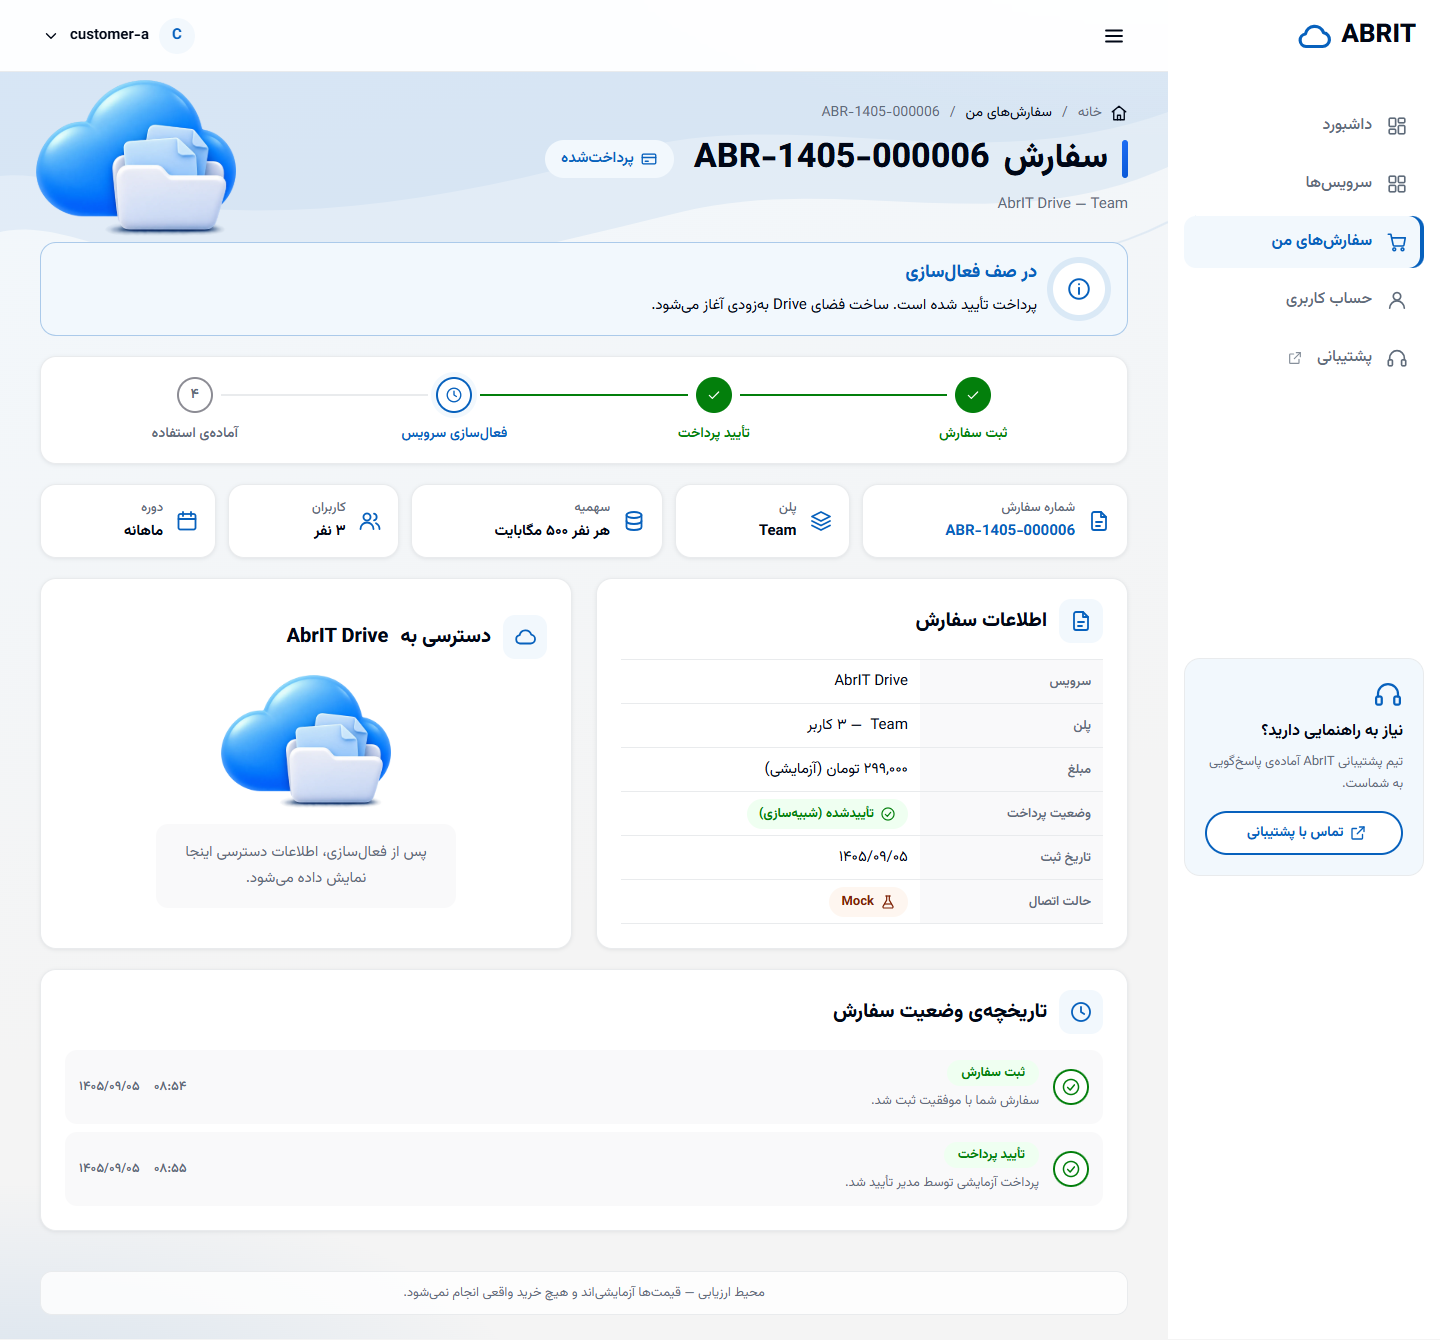 ABRIT
customer-a
C
داشبورد
سرویس‌ها
سفارش‌های من
حساب کاربری
پشتیبانی
نیاز به راهنمایی دارید؟
تیم پشتیبانی AbrIT آماده‌ی پاسخ‌گویی
به شماست.
تماس با پشتیبانی
خانه / سفارش‌های من / ABR-1405-000006
سفارش ABR-1405-000006
پرداخت‌شده
AbrIT Drive — Team
در صف فعال‌سازی
پرداخت تأیید شده است. ساخت فضای Drive به‌زودی آغاز می‌شود.
ثبت سفارش
تأیید پرداخت
فعال‌سازی سرویس
۴
آماده‌ی استفاده
شماره سفارش
ABR-1405-000006
پلن
Team
سهمیه
هر نفر ۵۰۰ مگابایت
کاربران
۳ نفر
دوره
ماهانه
اطلاعات سفارش
سرویس AbrIT Drive
پلن Team — ۳ کاربر
مبلغ ۲۹۹,۰۰۰ تومان (آزمایشی)
وضعیت پرداخت تأییدشده (شبیه‌سازی)
تاریخ ثبت ۱۴۰۵/۰۹/۰۵
حالت اتصال Mock
دسترسی به AbrIT Drive
پس از فعال‌سازی، اطلاعات دسترسی اینجا
نمایش داده می‌شود.
تاریخچه‌ی وضعیت سفارش
ثبت سفارش
سفارش شما با موفقیت ثبت شد.
۱۴۰۵/۰۹/۰۵ ۰۸:۵۴
تأیید پرداخت
پرداخت آزمایشی توسط مدیر تأیید شد.
۱۴۰۵/۰۹/۰۵ ۰۸:۵۵
محیط ارزیابی — قیمت‌ها آزمایشی‌اند و هیچ خرید واقعی انجام نمی‌شود.